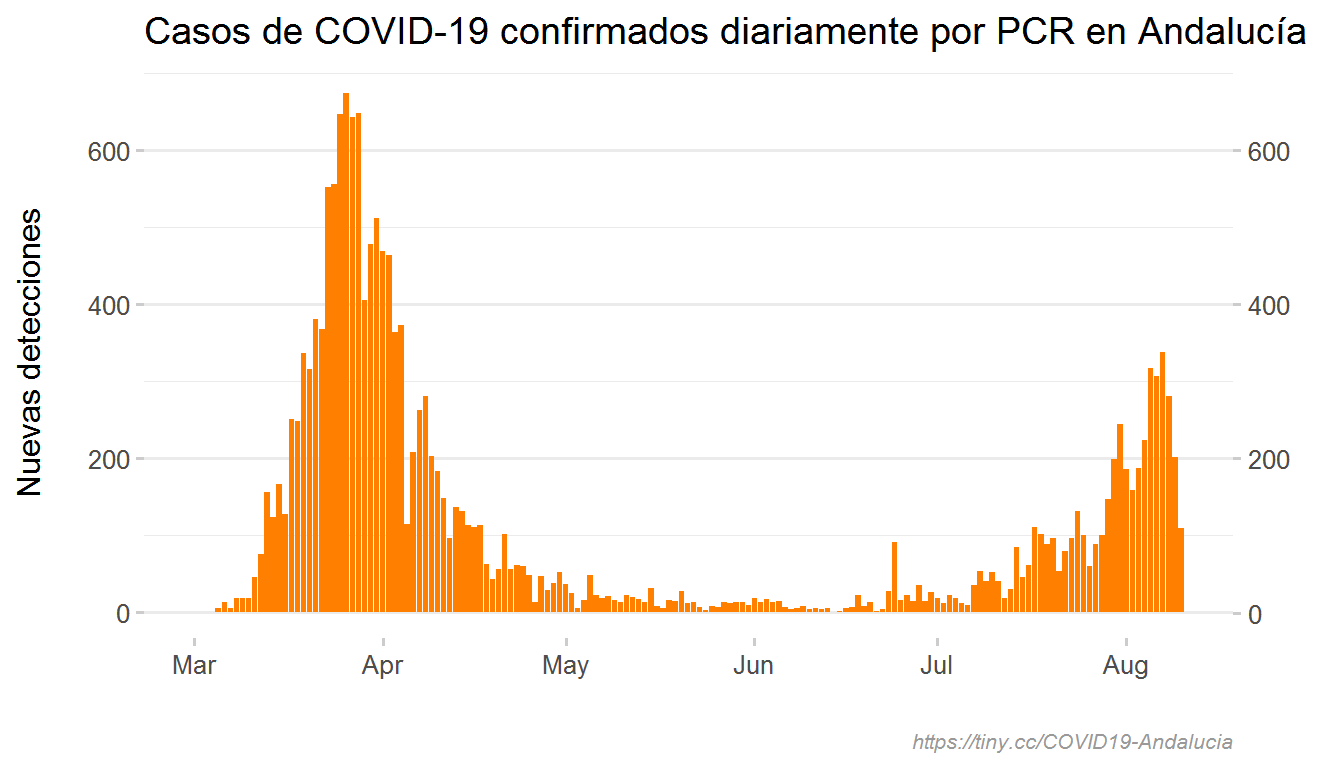 Casos de COVID-19 confirmados diariamente por PCR en Andalucía
Nuevas detecciones
600
400
200
0
600
400
200
0
Mar Apr May Jun Jul Aug
https://tiny.cc/COVID19-Andalucia